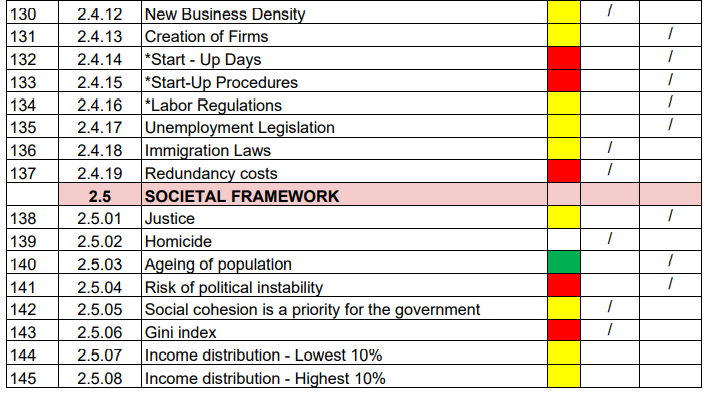 130 2.4.12 New Business Density /
131 2.4.13 Creation of Firms /
132 2.4.14 *Start - Up Days /
133 2.4.15 *Start-Up Procedures /
134 2.4.16 *Labor Regulations /
135 2.4.17 Unemployment Legislation /
136 2.4.18 Immigration Laws /
137 2.4.19 Redundancy costs /
2.5 SOCIETAL FRAMEWORK
138 2.5.01 Justice /
139 2.5.02 Homicide /
140 2.5.03 Ageing of population /
141 2.5.04 Risk of political instability /
142 2.5.05 Social cohesion is a priority for the government /
143 2.5.06 Gini index /
144 2.5.07 Income distribution - Lowest 10%
145 2.5.08 Income distribution - Highest 10%